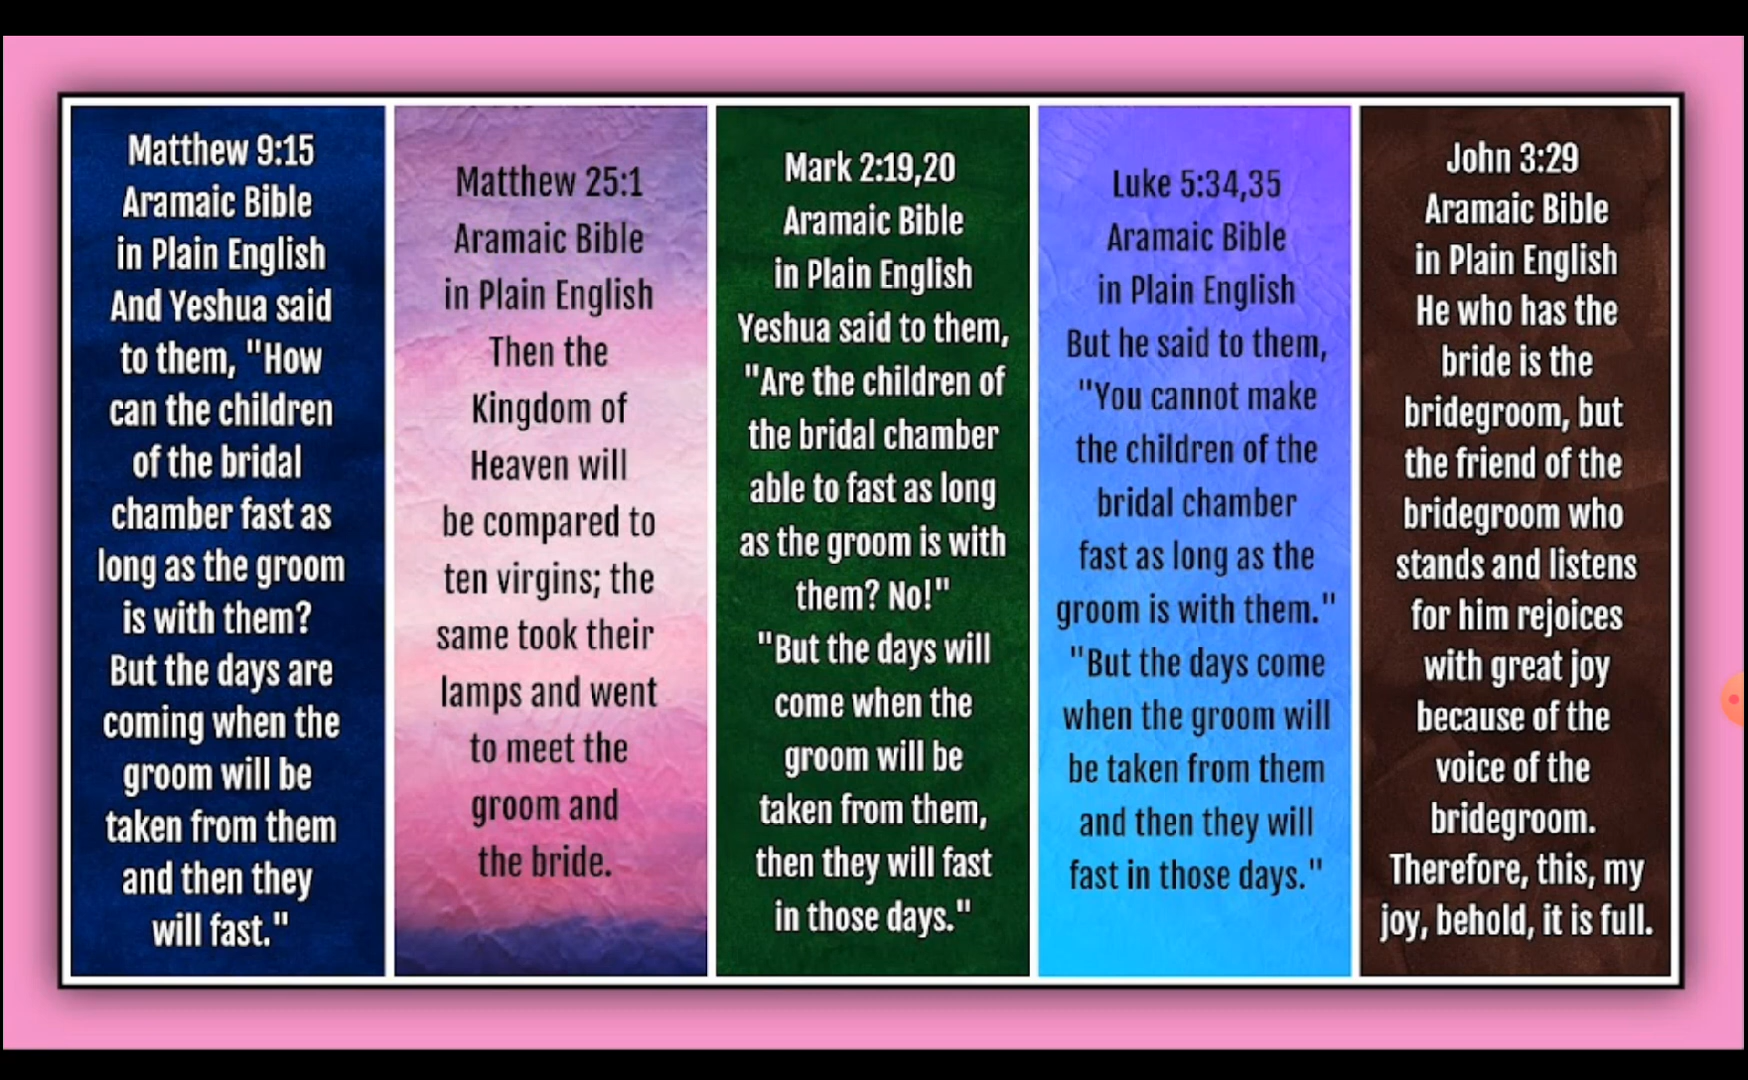 Matthew 9:15
Aramaic Bible
in Plain English
And Yeshua said
to them, "How
can the children
of the bridal
chamber fast as
long as the groom
is with them?
But the days are
coming when the
groom will be
taken from them
and then they
will fast."
Matthew 25:1
Aramaic Bible
in Plain English
Then the
Kingdom of
Heaven will
be compared to
ten virgins; the
same took their
lamps and went
to meet the
groom and
the bride.
Mark 2:19,20
Aramaic Bible
in Plain English
Yeshua said to them,
"Are the children of
the bridal chamber
able to fast as long
as the groom is with
them? No!"
"But the days will
come when the
groom will be
taken from them,
then they will fast
in those days."
Luke 5:34,35
Aramaic Bible
in Plain English
But he said to them,
"You cannot make
the children of the
bridal chamber
fast as long as the
groom is with them."
"But the days come
when the groom will
be taken from them
and then they will
fast in those days."
John 3:29
Aramaic Bible
in Plain English
He who has the
bride is the
bridegroom, but
the friend of the
bridegroom who
stands and listens
for him rejoices
with great joy
because of the
voice of the
bridegroom.
Therefore, this, my
joy, behold, it is full.